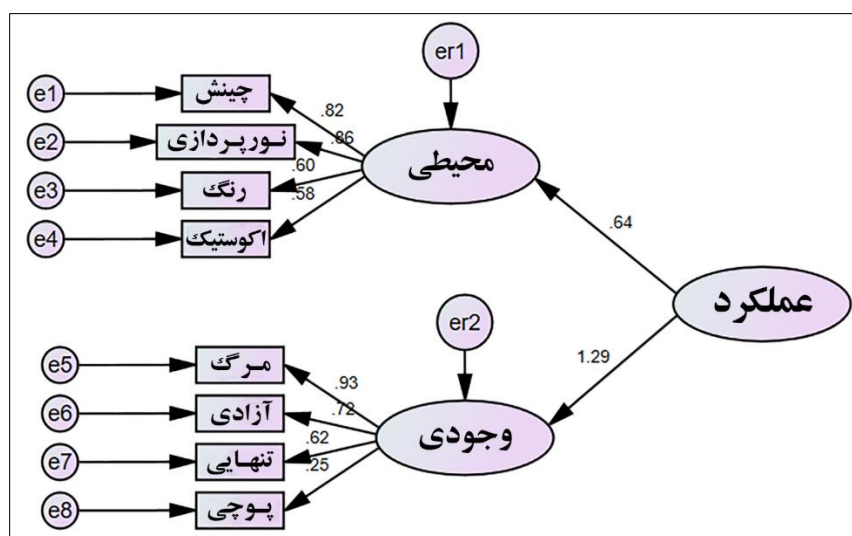 er1
e1
چینش
.82
e2
نورپردازی
.86
محیطی
e3
رنگ
.60
e4
اکوستیک
.58
.64
عملکرد
1.29
er2
e5
مرگ
.93
e6
آزادی
.72
وجودی
e7
تنهایی
.62
e8
پوچی
.25